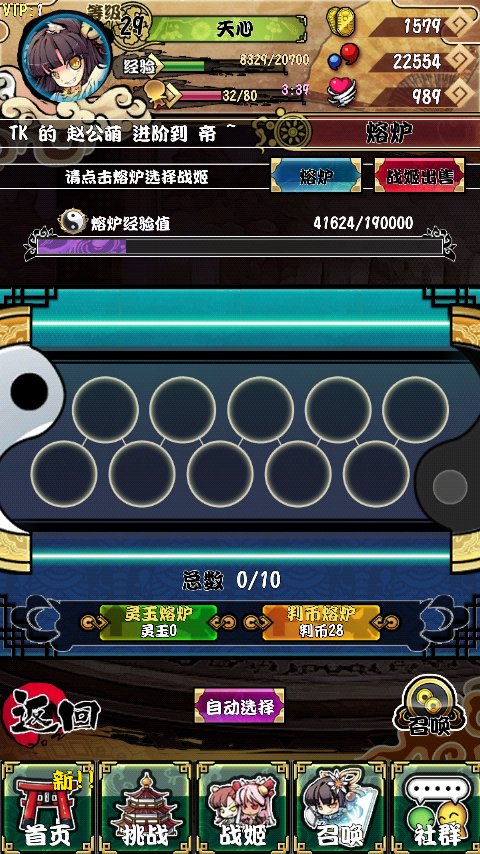 VIP:1
等级 29 天心 1579
经验 8329/20700 22554
32/80 3:39 989
TK 的 赵公萌 进阶到 帝 ~ 熔炉
请点击熔炉选择战姬 熔炉 战姬出售
熔炉经验值 41624/190000
总数 0/10
灵玉熔炉 判币熔炉
灵玉0 判币28
返回 自动选择 召唤
新!!
首页 挑战 战姬 召唤 社群